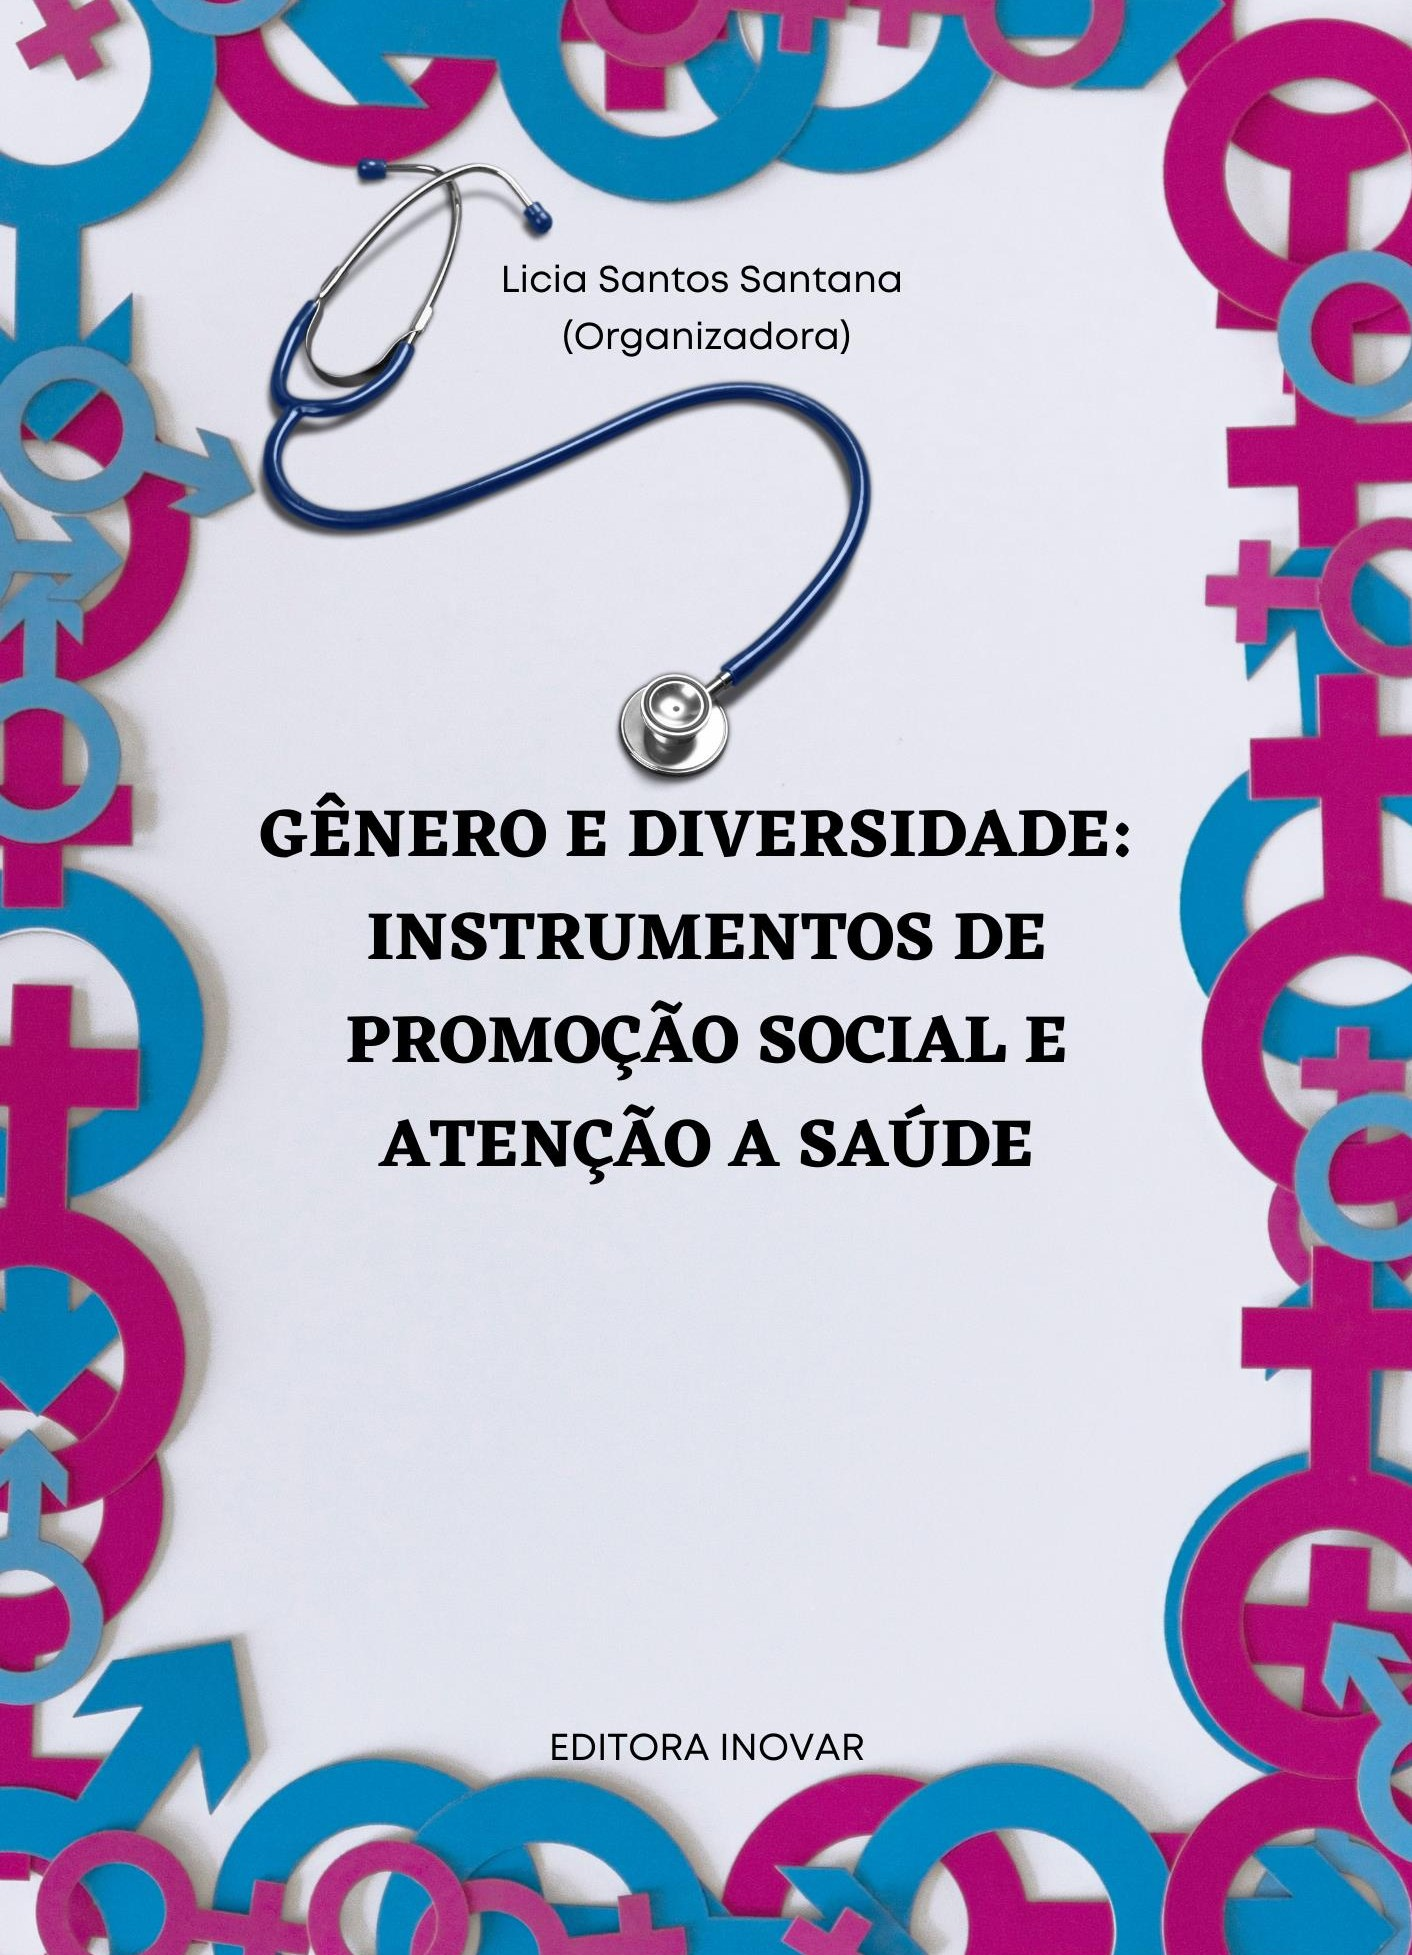 Licia Santos Santana
(Organizadora)
GÊNERO E DIVERSIDADE:
INSTRUMENTOS DE
PROMOÇÃO SOCIAL E
ATENÇÃO A SAÚDE
EDITORA INOVAR